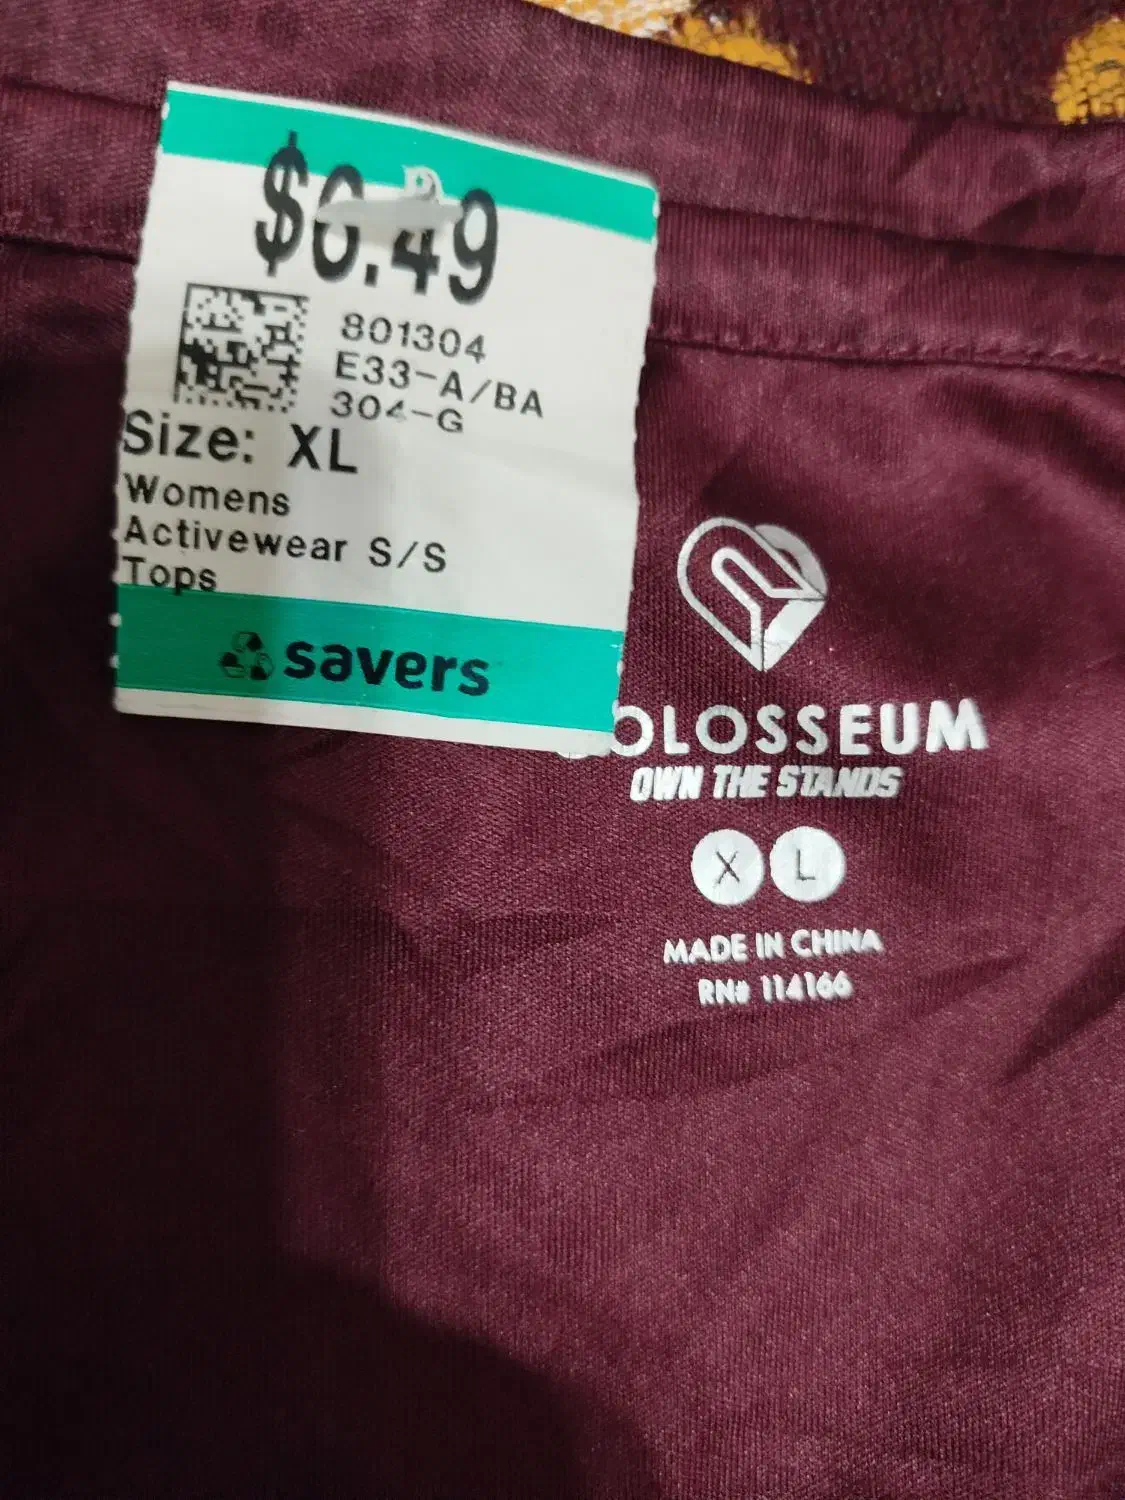 $6.49
801304
E33-A/BA
304-G
Size: XL
Womens
Activewear S/S
Tops
savers
OLOSSEUM
OWN THE STANDS
X L
MADE IN CHINA
RN# 114166